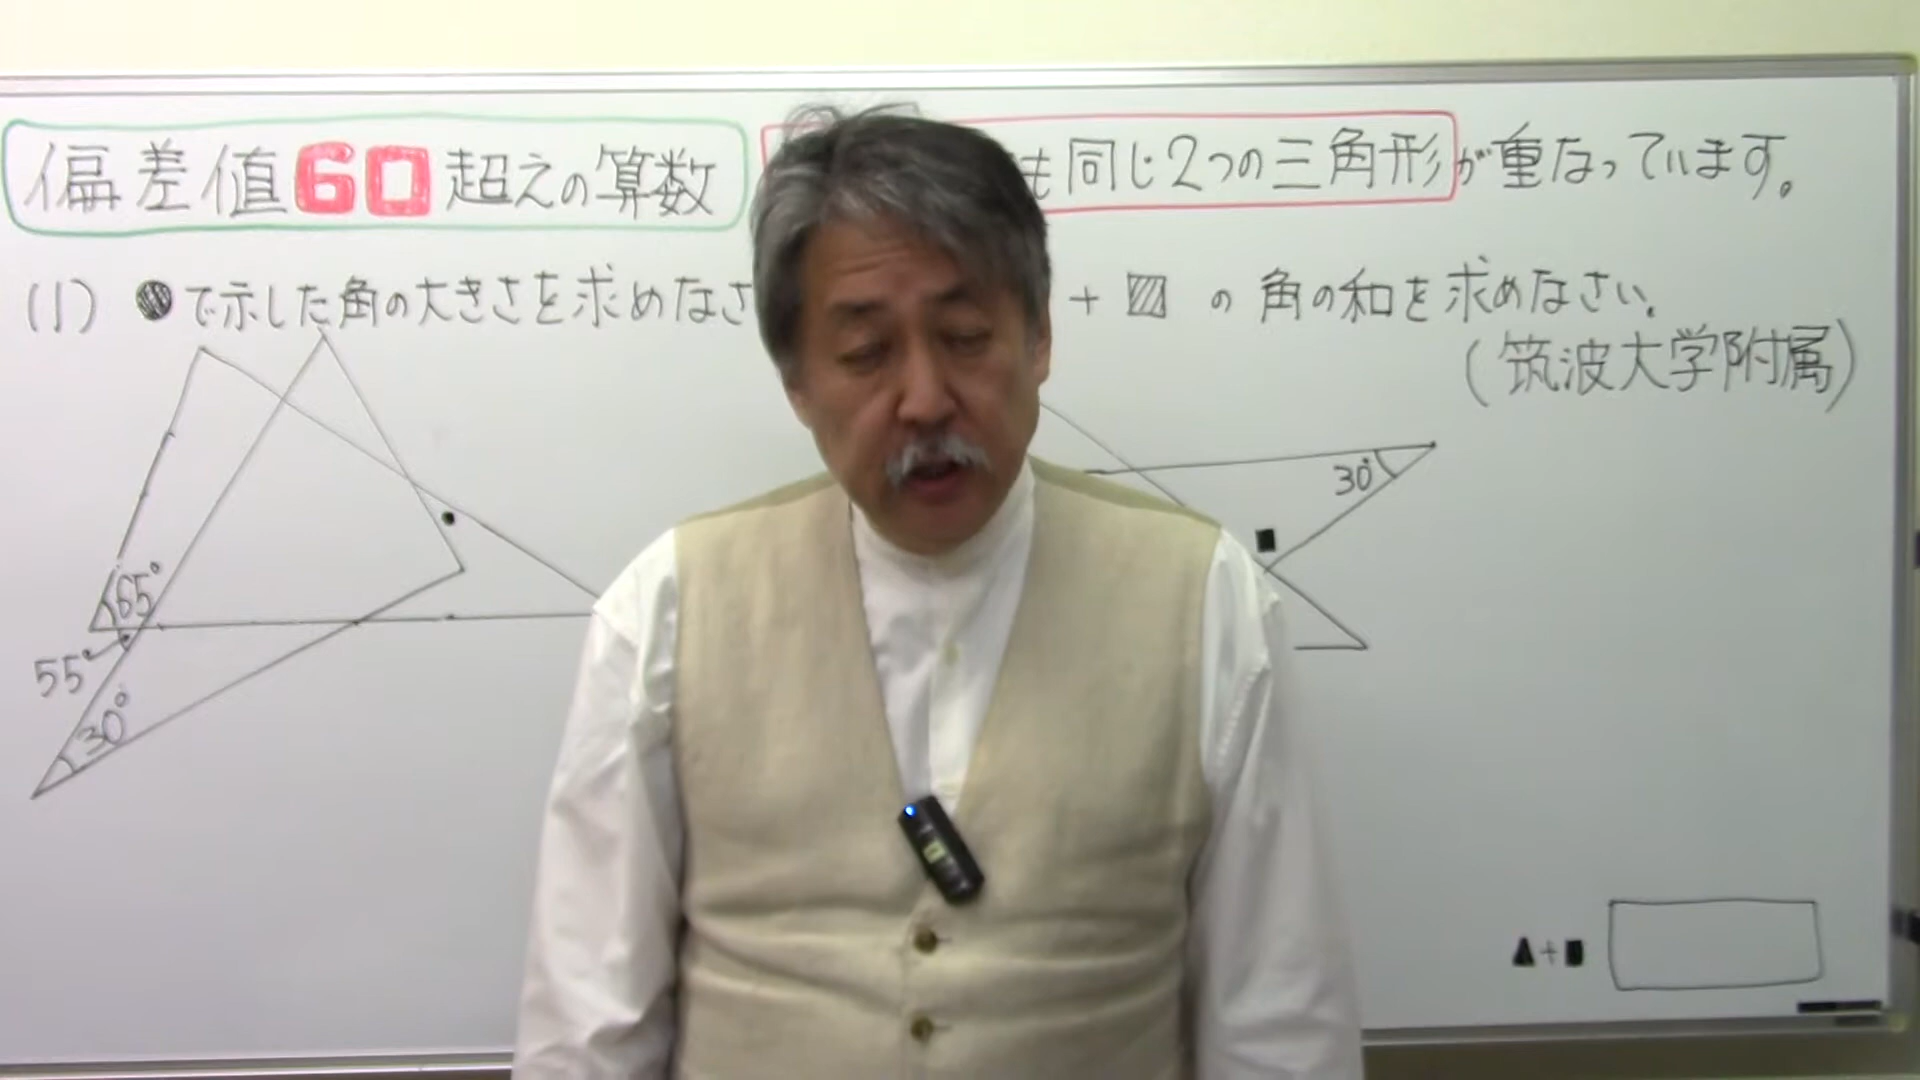 偏差値60超えの算数
も同じ2つの三角形が重なっています。
(1) ●で示した角の大きさを求めなさ
+ ▨ の角の和を求めなさい。
(筑波大学附属)
30°
65°
55°
30°
▲+■